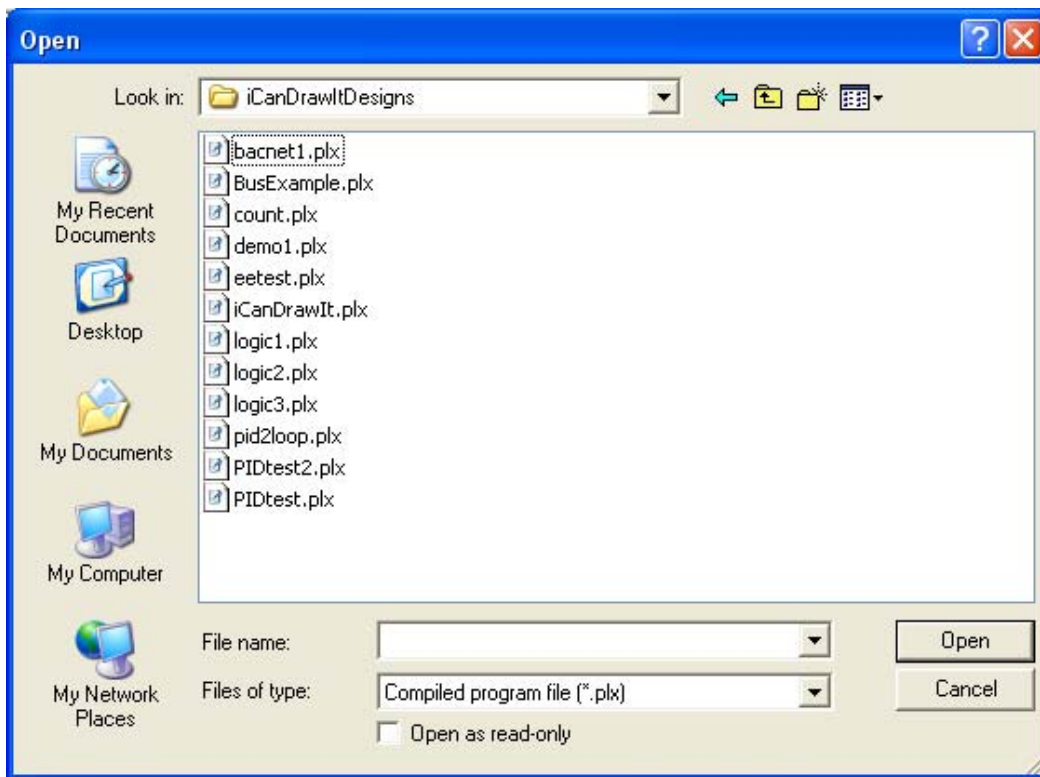 Open
Look in: iCanDrawItDesigns
bacnet1.plx
BusExample.plx
count.plx
demo1.plx
eetest.plx
iCanDrawIt.plx
logic1.plx
logic2.plx
logic3.plx
pid2loop.plx
PIDtest2.plx
PIDtest.plx
My Recent
Documents
Desktop
My Documents
My Computer
My Network
Places
File name:
Open
Files of type: Compiled program file (*.plx)
Cancel
Open as read-only